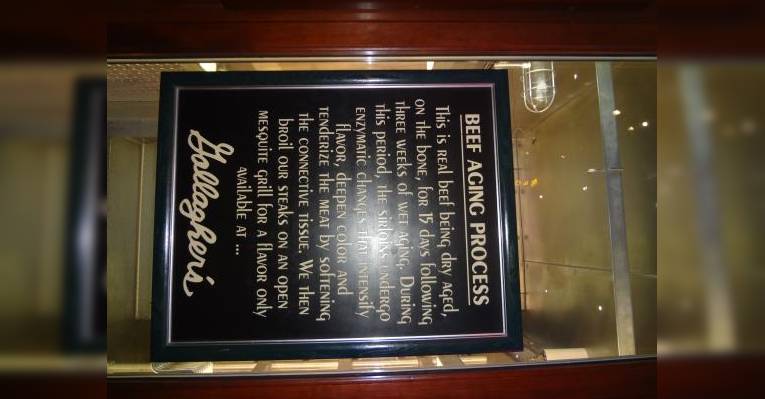 BEEF AGING PROCESS
This is real beef being dry aged,
on the bone, for 15 days following
three weeks of wet aging. During
this period, the sirloins undergo
enzymatic changes that intensify
flavor, deepen color and
tenderize the meat by softening
the connective tissue. We then
broil our steaks on an open
mesquite grill for a flavor only
available at ...
Gallagher's